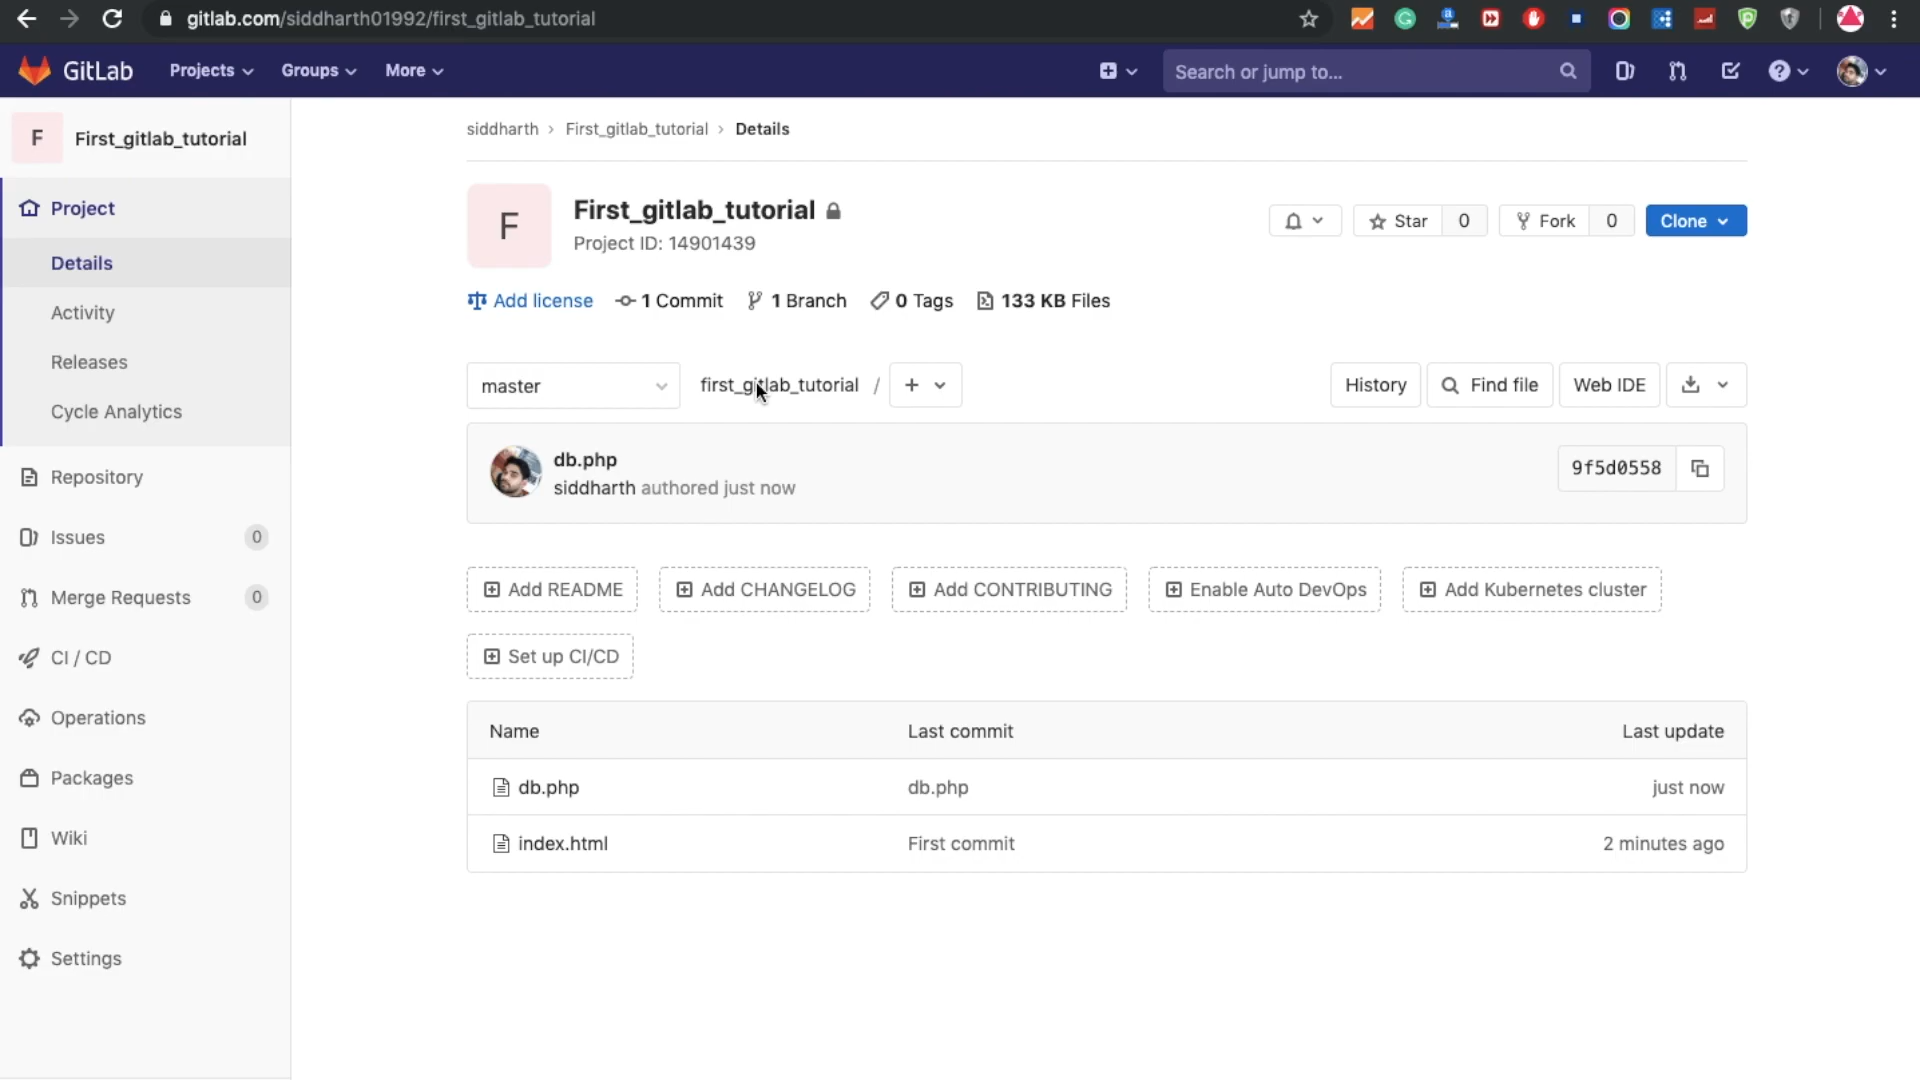 gitlab.com/siddharth01992/first_gitlab_tutorial
GitLab Projects Groups More Search or jump to...
F First_gitlab_tutorial
Project
Details
Activity
Releases
Cycle Analytics
Repository
Issues 0
Merge Requests 0
CI / CD
Operations
Packages
Wiki
Snippets
Settings
siddharth › First_gitlab_tutorial › Details
F
First_gitlab_tutorial
Project ID: 14901439
Star 0 Fork 0 Clone
Add license 1 Commit 1 Branch 0 Tags 133 KB Files
master first_gitlab_tutorial / + History Find file Web IDE
db.php
siddharth authored just now
9f5d0558
Add README Add CHANGELOG Add CONTRIBUTING Enable Auto DevOps Add Kubernetes cluster
Set up CI/CD
Name Last commit Last update
db.php db.php just now
index.html First commit 2 minutes ago